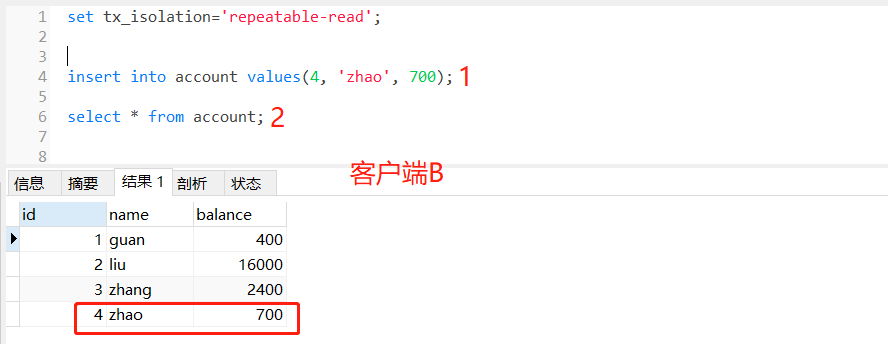 1 set tx_isolation='repeatable-read';
2
3
4 insert into account values(4, 'zhao', 700); 1
5
6 select * from account; 2
7
8
客户端B
信息 摘要 结果 1 剖析 状态
id name balance
1 guan 400
2 liu 16000
3 zhang 2400
4 zhao 700